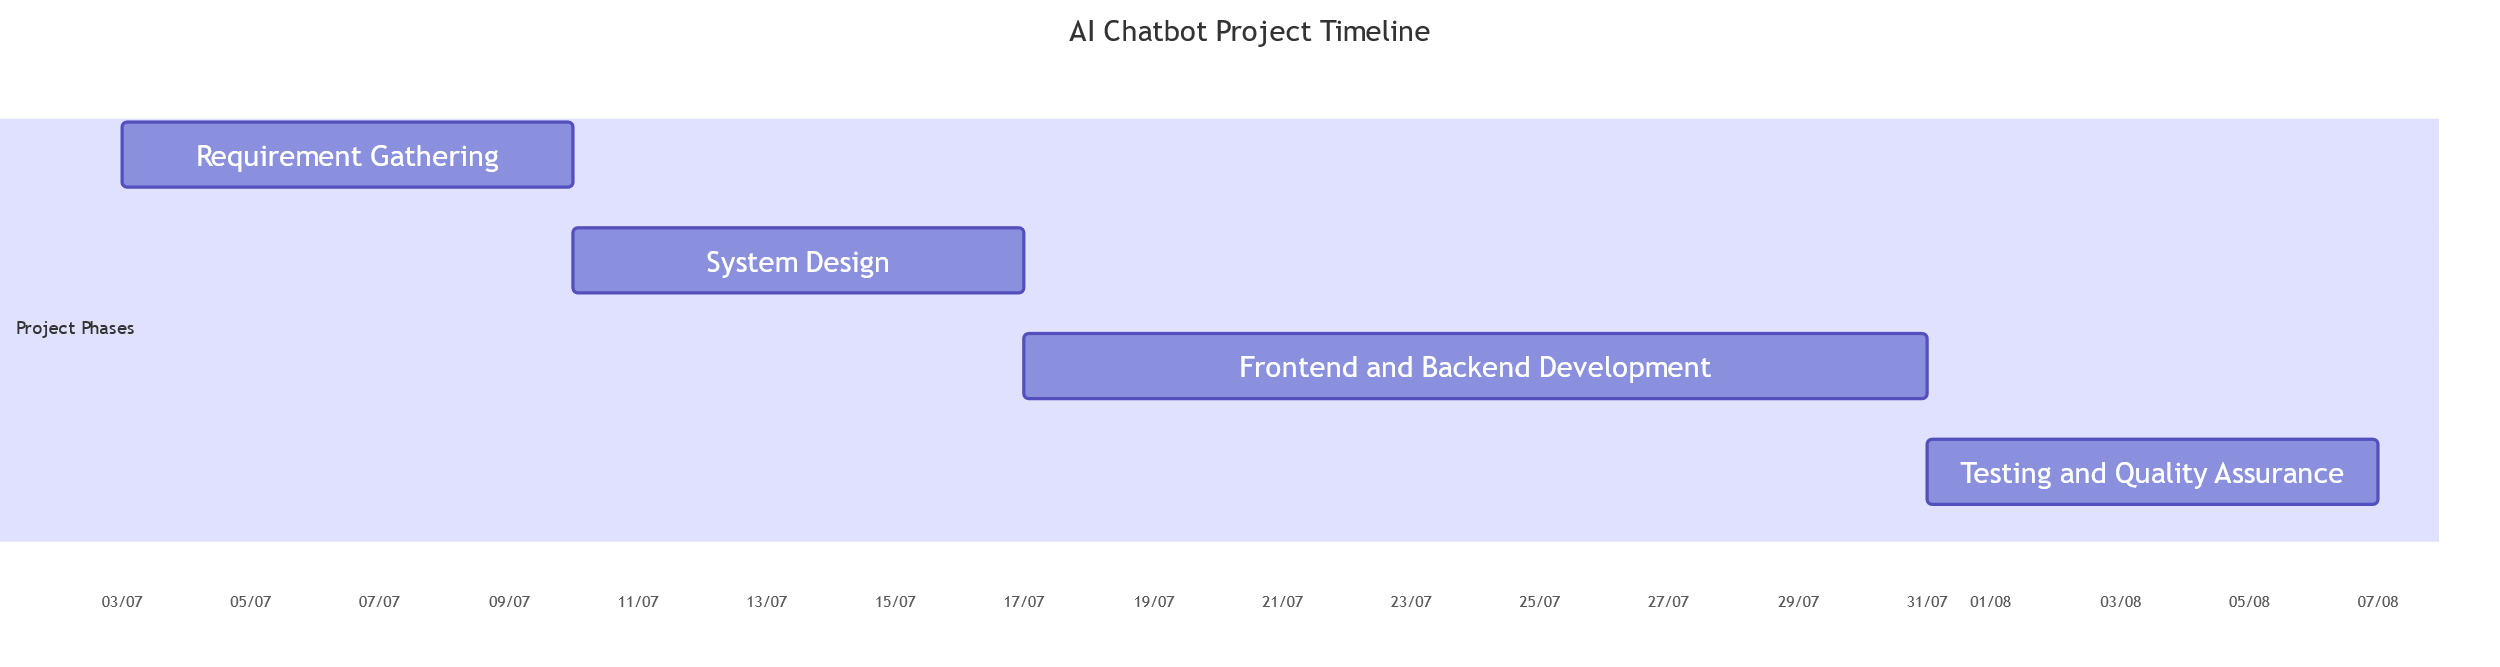 AI Chatbot Project Timeline
Requirement Gathering
System Design
Project Phases
Frontend and Backend Development
Testing and Quality Assurance
03/07 05/07 07/07 09/07 11/07 13/07 15/07 17/07 19/07 21/07 23/07 25/07 27/07 29/07 31/07 01/08 03/08 05/08 07/08